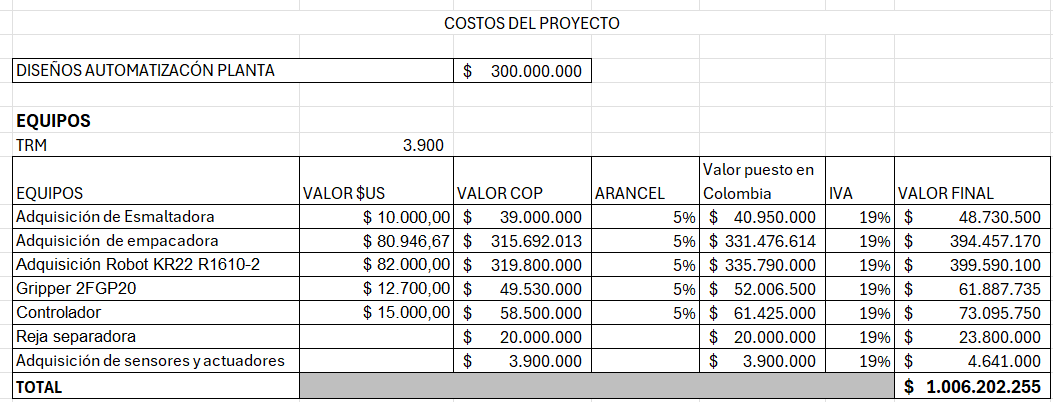 COSTOS DEL PROYECTO
DISEÑOS AUTOMATIZACÓN PLANTA $ 300.000.000
EQUIPOS
TRM 3.900
EQUIPOS VALOR $US VALOR COP ARANCEL Valor puesto en Colombia IVA VALOR FINAL
Adquisición de Esmaltadora $ 10.000,00 $ 39.000.000 5% $ 40.950.000 19% $ 48.730.500
Adquisición de empacadora $ 80.946,67 $ 315.692.013 5% $ 331.476.614 19% $ 394.457.170
Adquisición Robot KR22 R1610-2 $ 82.000,00 $ 319.800.000 5% $ 335.790.000 19% $ 399.590.100
Gripper 2FGP20 $ 12.700,00 $ 49.530.000 5% $ 52.006.500 19% $ 61.887.735
Controlador $ 15.000,00 $ 58.500.000 5% $ 61.425.000 19% $ 73.095.750
Reja separadora $ 20.000.000 $ 20.000.000 19% $ 23.800.000
Adquisición de sensores y actuadores $ 3.900.000 $ 3.900.000 19% $ 4.641.000
TOTAL $ 1.006.202.255